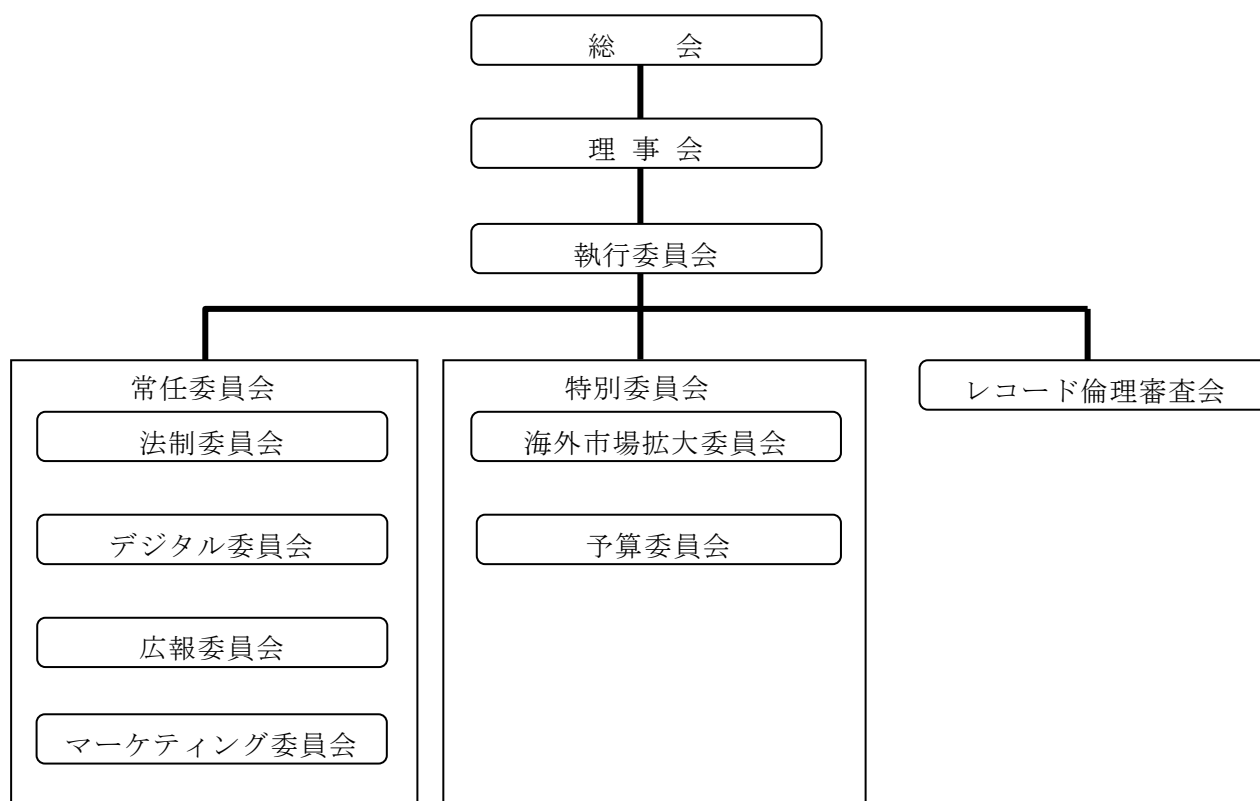 総　　会
理 事 会
執行委員会
常任委員会
法制委員会
デジタル委員会
広報委員会
マーケティング委員会
特別委員会
海外市場拡大委員会
予算委員会
レコード倫理審査会